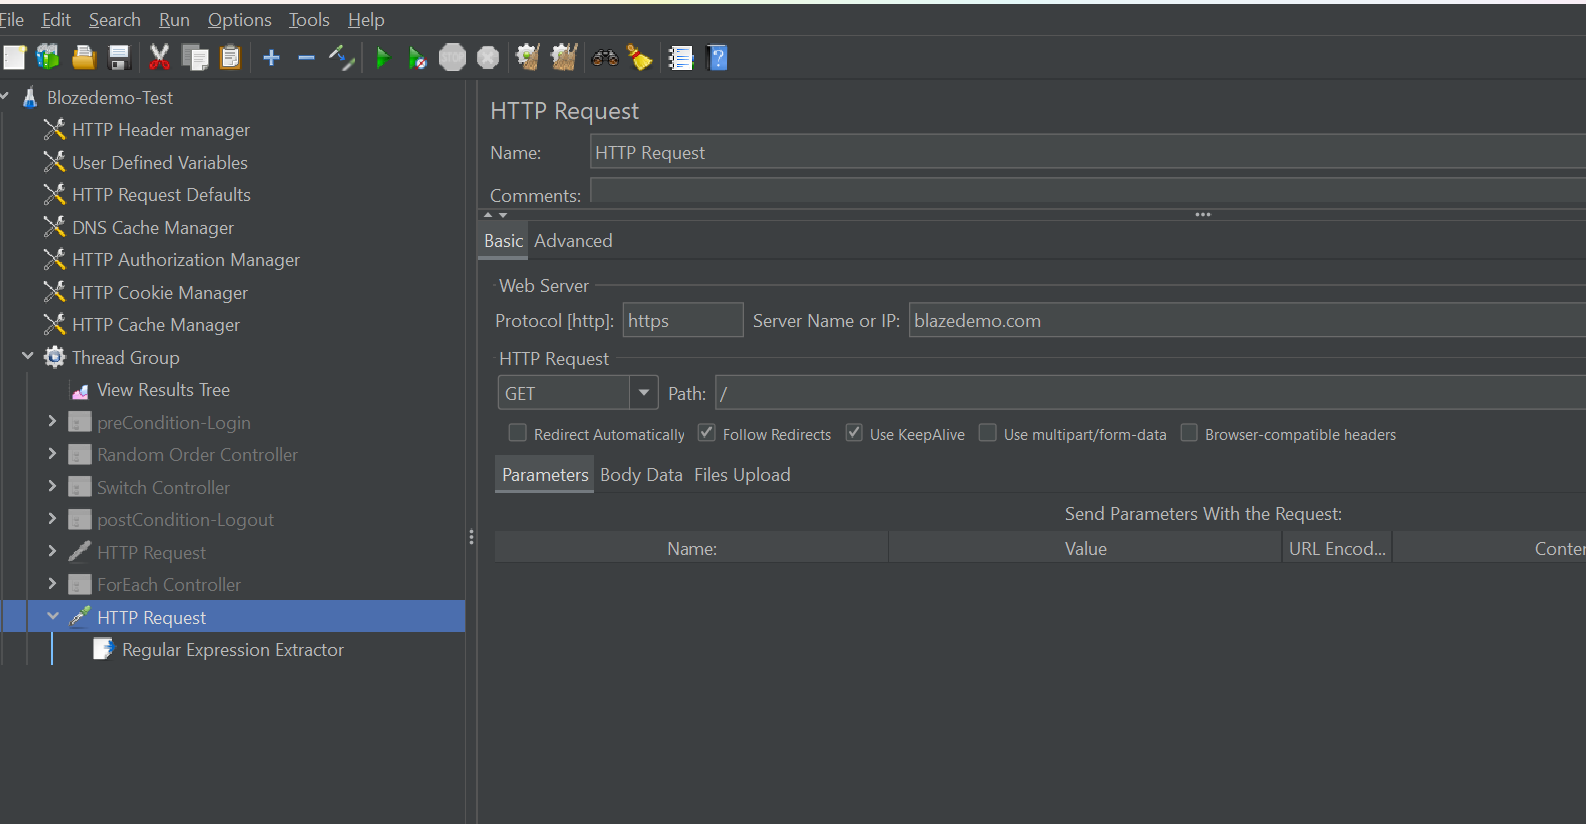 File Edit Search Run Options Tools Help
STOP
Blozedemo-Test
HTTP Header manager
User Defined Variables
HTTP Request Defaults
DNS Cache Manager
HTTP Authorization Manager
HTTP Cookie Manager
HTTP Cache Manager
Thread Group
View Results Tree
preCondition-Login
Random Order Controller
Switch Controller
postCondition-Logout
HTTP Request
ForEach Controller
HTTP Request
Regular Expression Extractor
HTTP Request
Name: HTTP Request
Comments:
Basic Advanced
Web Server
Protocol [http]: https Server Name or IP: blazedemo.com
HTTP Request
GET Path: /
Redirect Automatically Follow Redirects Use KeepAlive Use multipart/form-data Browser-compatible headers
Parameters Body Data Files Upload
Send Parameters With the Request:
Name: Value URL Encod... Conter